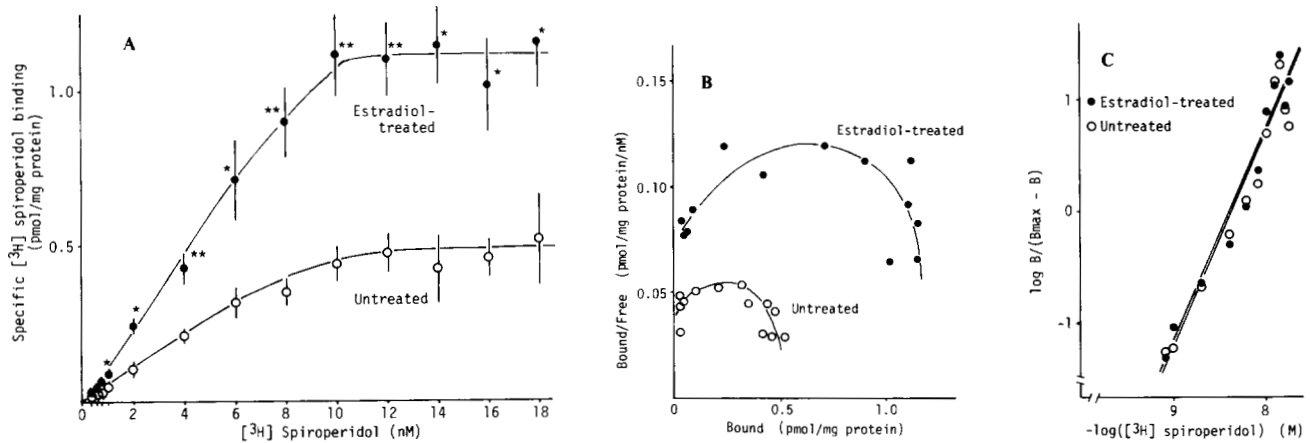 A
Specific [³H] spiroperidol binding
(pmol/mg protein)
1.0
0.5
**
**
*
*
*
**
*
**
*
*
Estradiol-
treated
Untreated
0 2 4 6 8 10 12 14 16 18
[³H] Spiroperidol (nM)
B
Bound/Free (pmol/mg protein/nM)
0.15
0.10
0.05
0.00
Estradiol-treated
Untreated
0 0.5 1.0
Bound (pmol/mg protein)
C
Estradiol-treated
Untreated
log B/(Bmax - B)
1
0
-1
9 8
-log([³H] spiroperidol) (M)